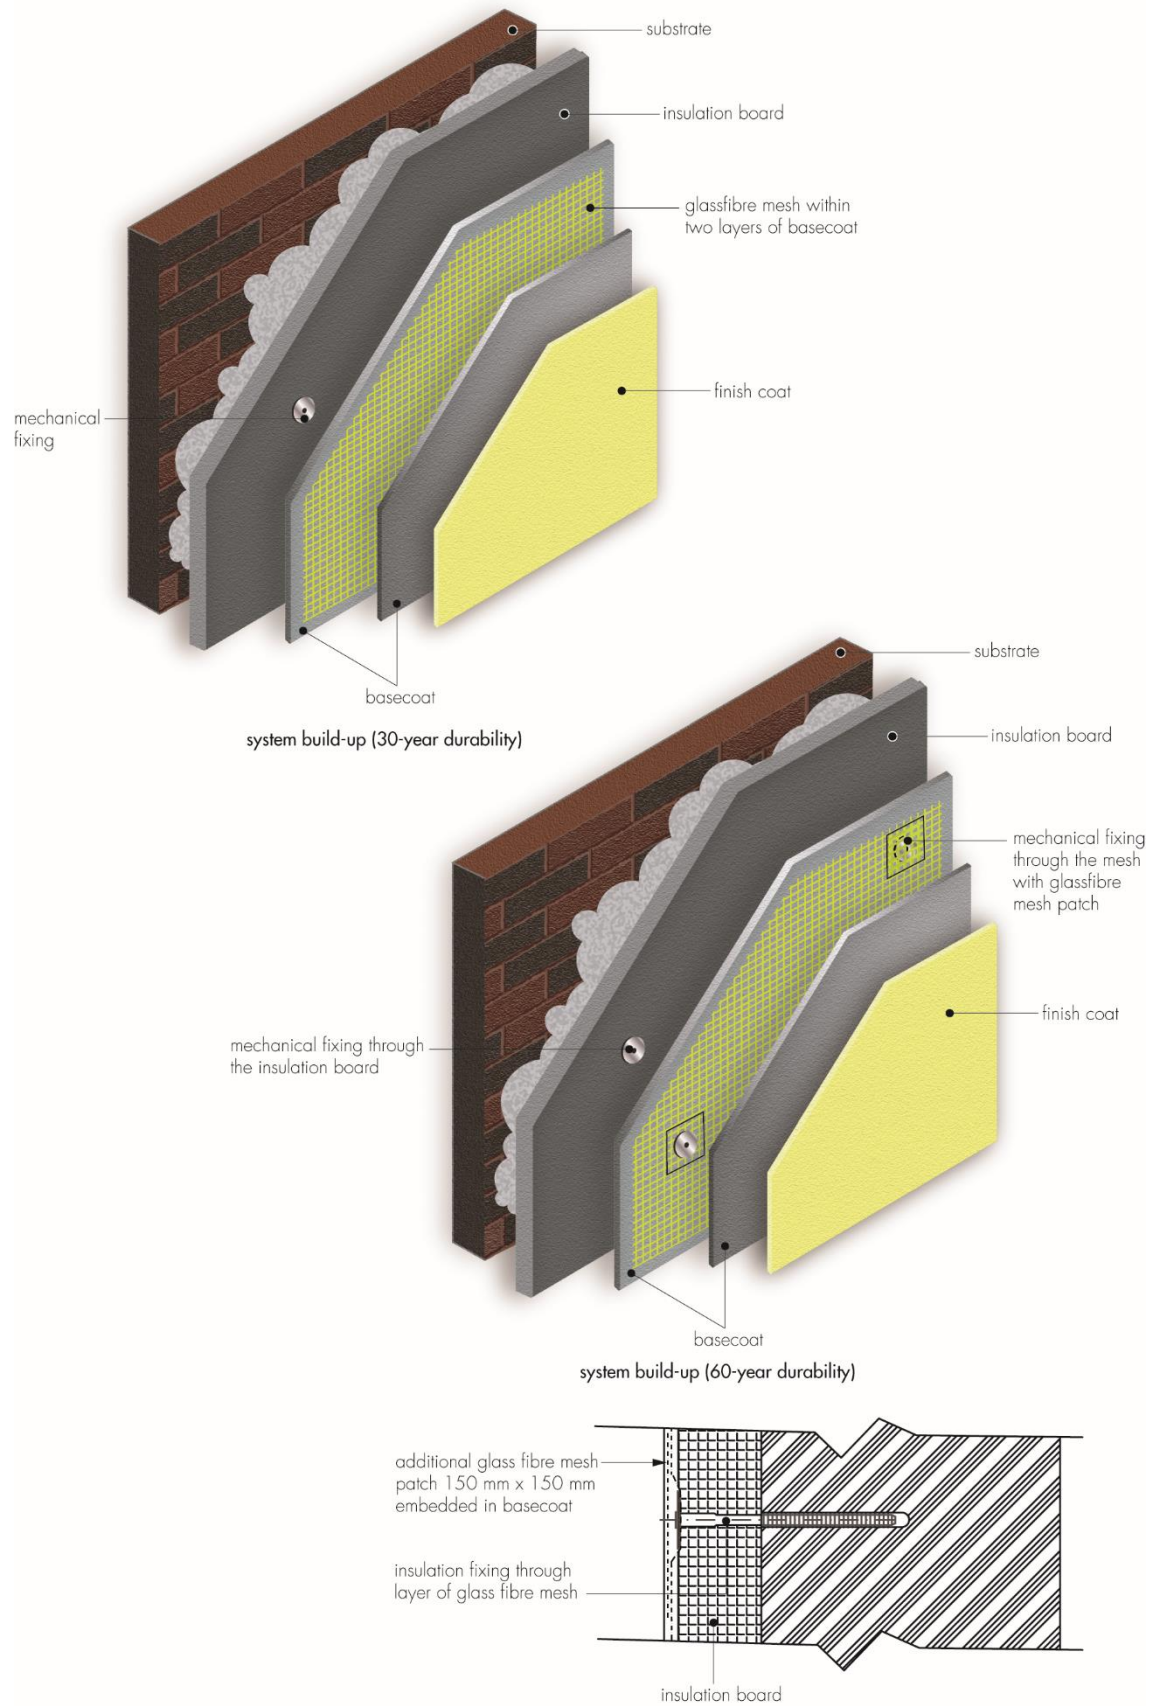 substrate
insulation board
glassfibre mesh within
two layers of basecoat
finish coat
mechanical
fixing
basecoat
system build-up (30-year durability)
substrate
insulation board
mechanical fixing
through the mesh
with glassfibre
mesh patch
finish coat
mechanical fixing through
the insulation board
basecoat
system build-up (60-year durability)
additional glass fibre mesh
patch 150 mm x 150 mm
embedded in basecoat
insulation fixing through
layer of glass fibre mesh
insulation board